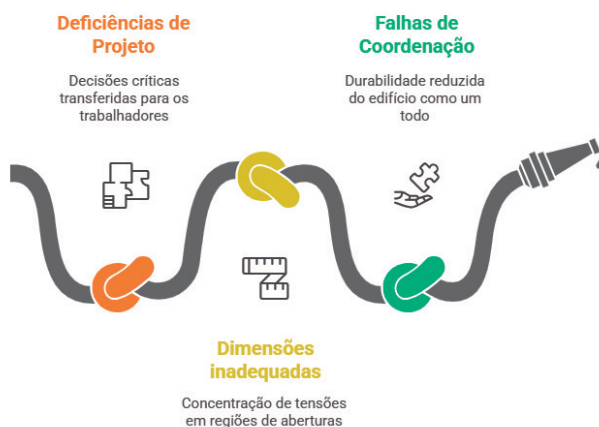 Deficiências de
Projeto
Decisões críticas
transferidas para os
trabalhadores
Falhas de
Coordenação
Durabilidade reduzida
do edifício como um
todo
Dimensões
inadequadas
Concentração de tensões
em regiões de aberturas